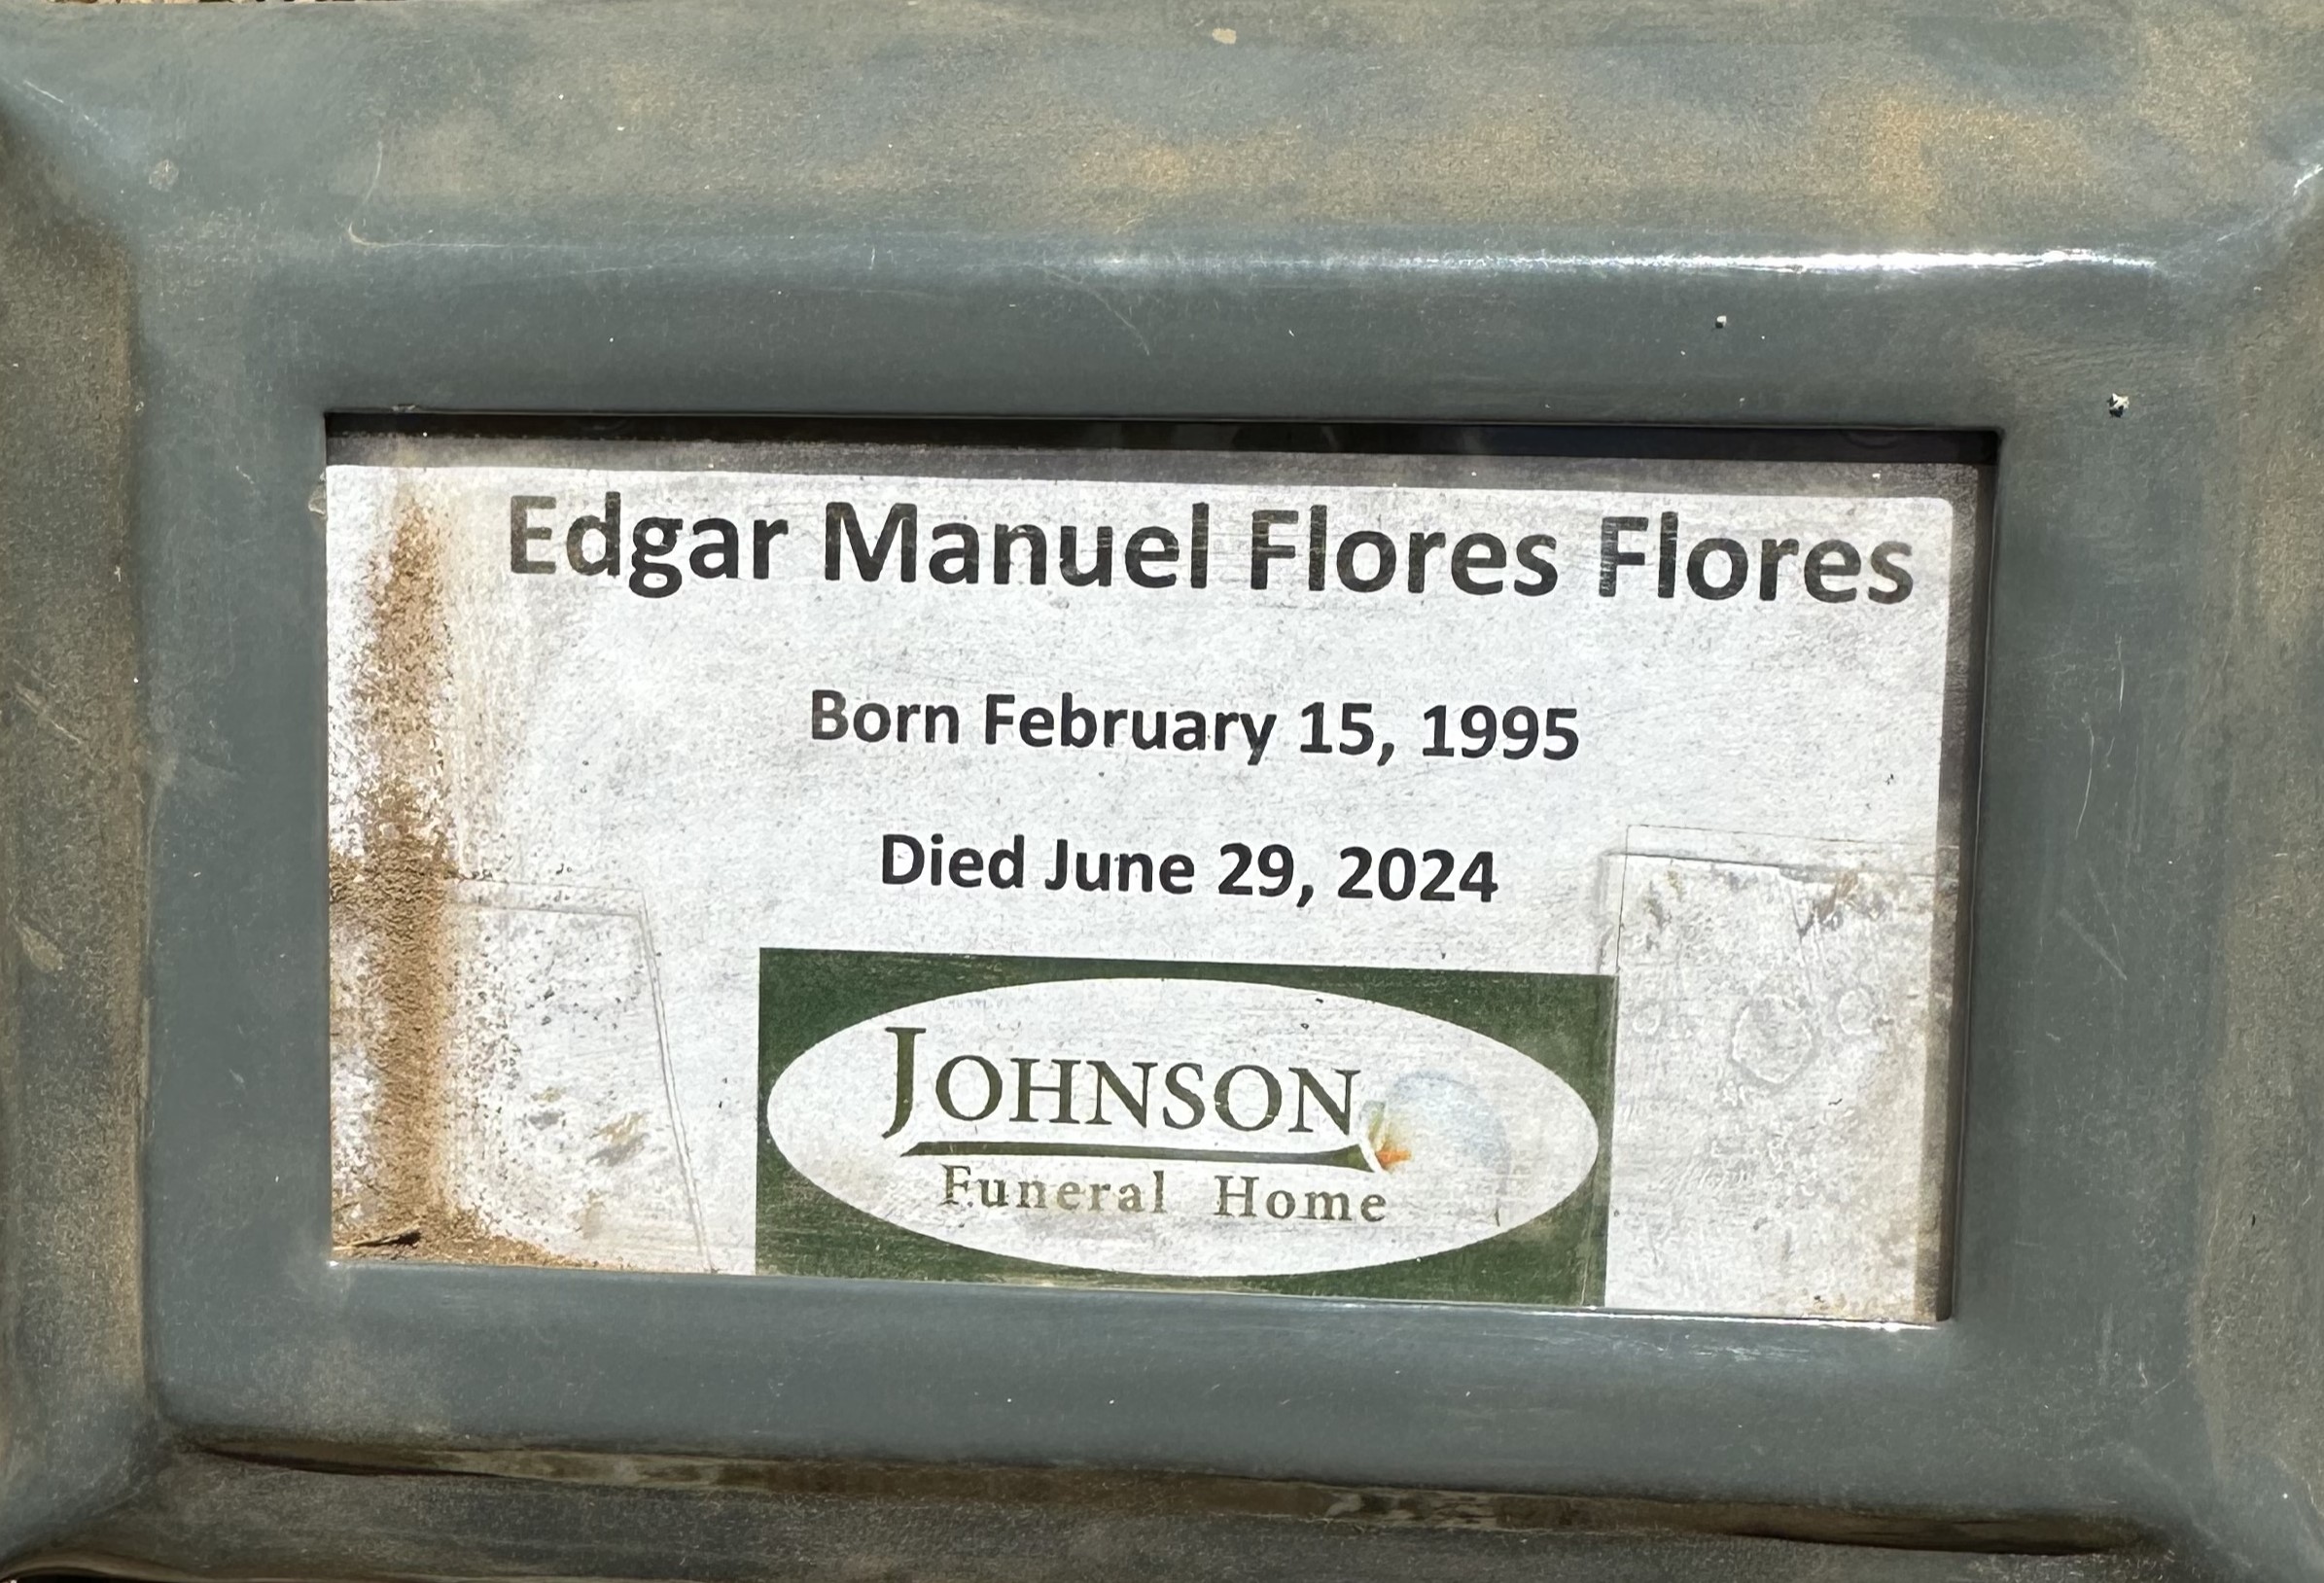 Edgar Manuel Flores Flores
Born February 15, 1995
Died June 29, 2024
JOHNSON
Funeral Home